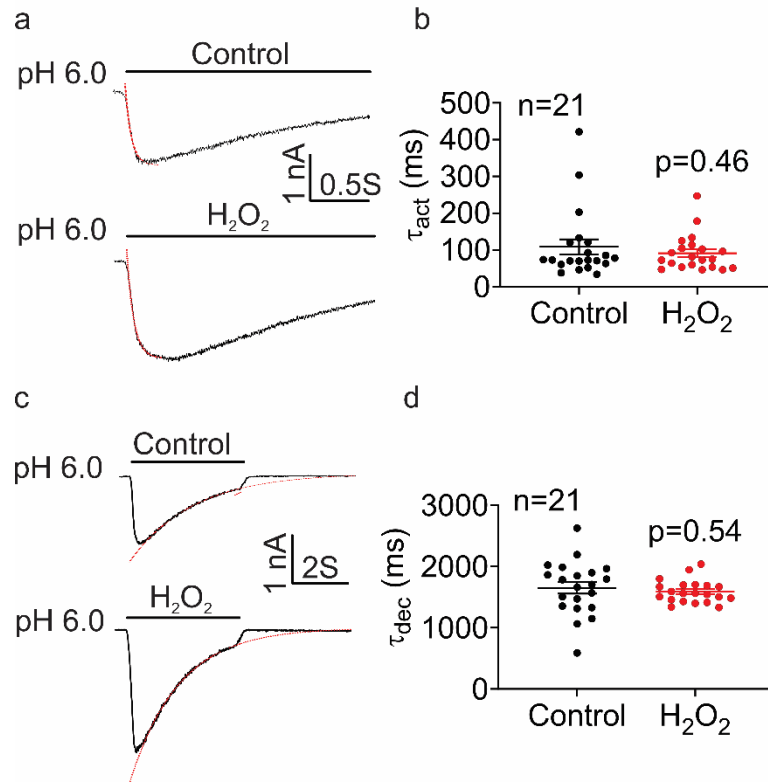 a
Control
pH 6.0
1 nA
0.5S
H₂O₂
pH 6.0
b
500
400
300
200
100
0
τact (ms)
n=21
p=0.46
Control
H₂O₂
c
Control
pH 6.0
1 nA
2S
H₂O₂
pH 6.0
d
3000
2000
1000
0
τdec (ms)
n=21
p=0.54
Control
H₂O₂